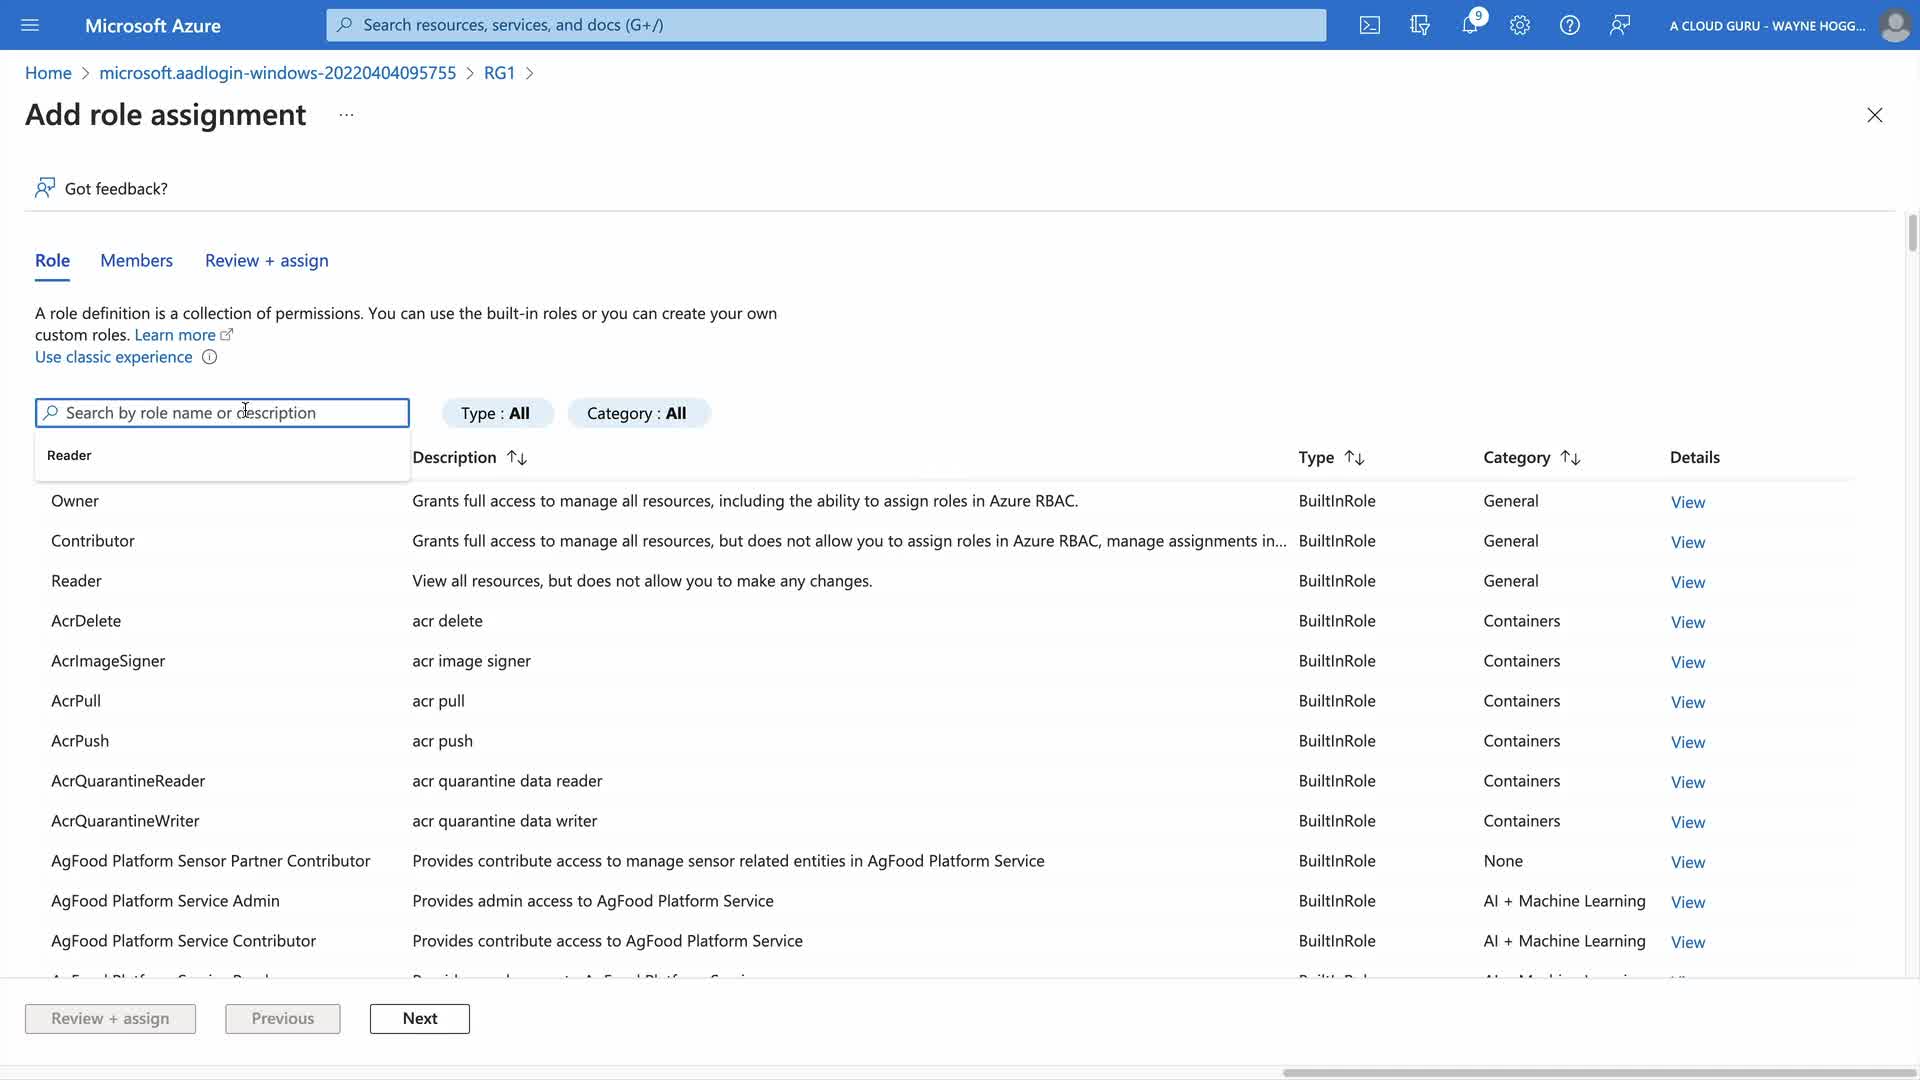 Microsoft Azure
Search resources, services, and docs (G+/)
9
A CLOUD GURU - WAYNE HOGG...
Home > microsoft.aadlogin-windows-20220404095755 > RG1 >
Add role assignment ...
Got feedback?
Role Members Review + assign
A role definition is a collection of permissions. You can use the built-in roles or you can create your own
custom roles. Learn more
Use classic experience
Search by role name or description
Type : All Category : All
Reader
Description Type Category Details
Owner Grants full access to manage all resources, including the ability to assign roles in Azure RBAC. BuiltInRole General View
Contributor Grants full access to manage all resources, but does not allow you to assign roles in Azure RBAC, manage assignments in... BuiltInRole General View
Reader View all resources, but does not allow you to make any changes. BuiltInRole General View
AcrDelete acr delete BuiltInRole Containers View
AcrImageSigner acr image signer BuiltInRole Containers View
AcrPull acr pull BuiltInRole Containers View
AcrPush acr push BuiltInRole Containers View
AcrQuarantineReader acr quarantine data reader BuiltInRole Containers View
AcrQuarantineWriter acr quarantine data writer BuiltInRole Containers View
AgFood Platform Sensor Partner Contributor Provides contribute access to manage sensor related entities in AgFood Platform Service BuiltInRole None View
AgFood Platform Service Admin Provides admin access to AgFood Platform Service BuiltInRole AI + Machine Learning View
AgFood Platform Service Contributor Provides contribute access to AgFood Platform Service BuiltInRole AI + Machine Learning View
Review + assign Previous Next